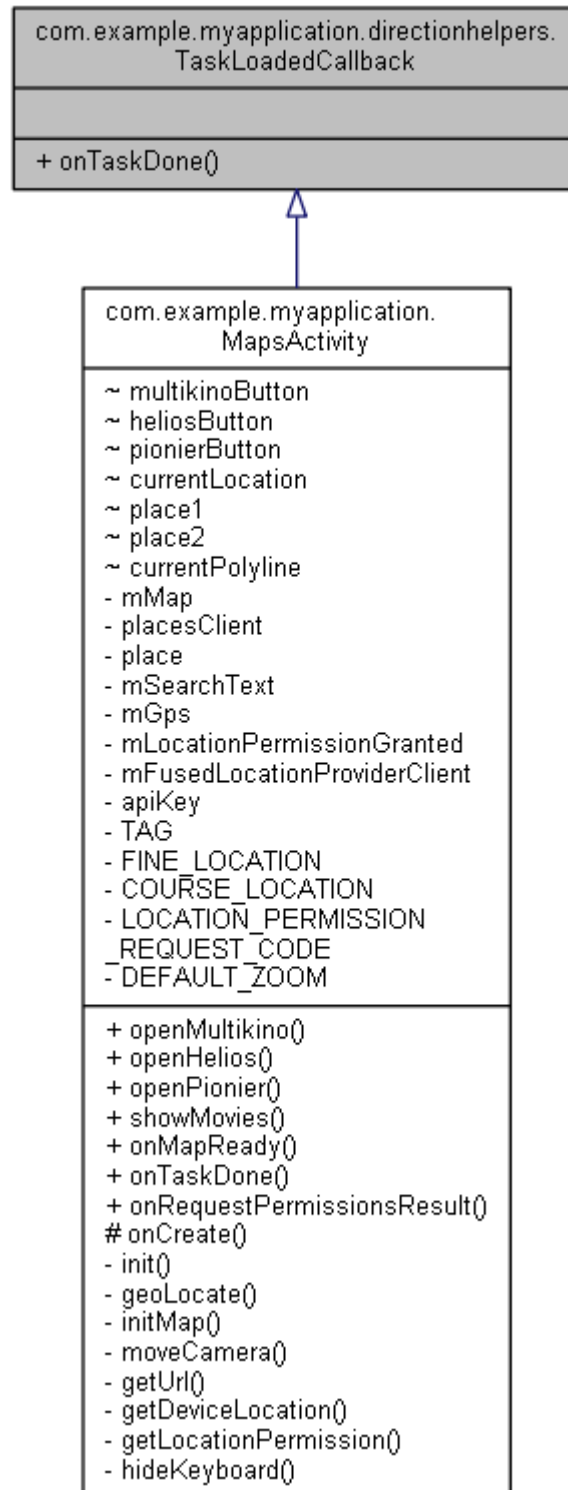 com.example.myapplication.directionhelpers.
TaskLoadedCallback
+ onTaskDone()
com.example.myapplication.
MapsActivity
~ multikinoButton
~ heliosButton
~ pionierButton
~ currentLocation
~ place1
~ place2
~ currentPolyline
- mMap
- placesClient
- place
- mSearchText
- mGps
- mLocationPermissionGranted
- mFusedLocationProviderClient
- apiKey
- TAG
- FINE_LOCATION
- COURSE_LOCATION
- LOCATION_PERMISSION
_REQUEST_CODE
- DEFAULT_ZOOM
+ openMultikino()
+ openHelios()
+ openPionier()
+ showMovies()
+ onMapReady()
+ onTaskDone()
+ onRequestPermissionsResult()
# onCreate()
- init()
- geoLocate()
- initMap()
- moveCamera()
- getUrl()
- getDeviceLocation()
- getLocationPermission()
- hideKeyboard()